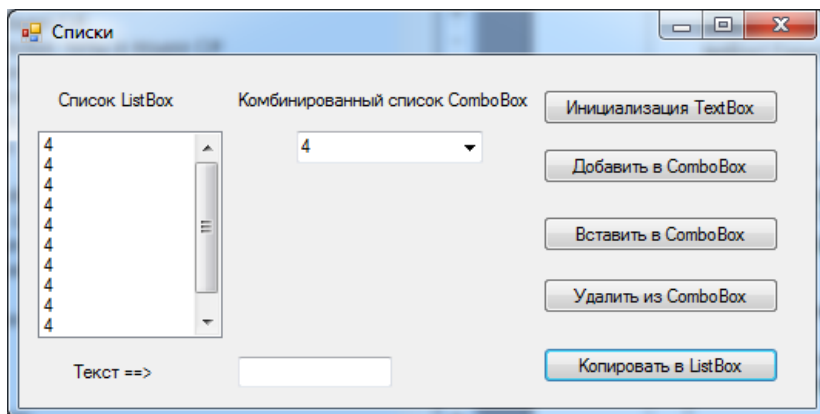 Списки
Список ListBox
Комбинированный список ComboBox
Инициализация TextBox
4
4
4
4
4
4
4
4
4
4
4
Добавить в ComboBox
Вставить в ComboBox
Удалить из ComboBox
Текст ==>
Копировать в ListBox